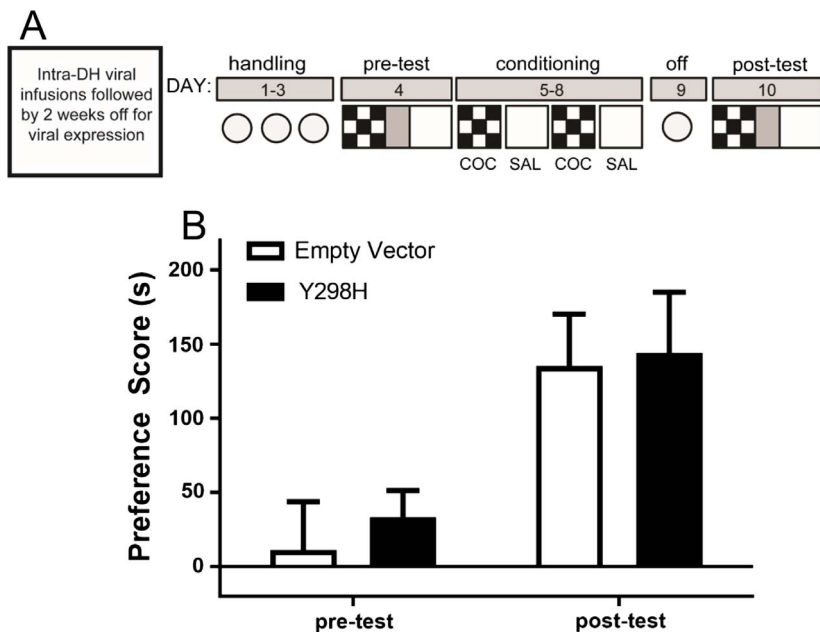 A
Intra-DH viral
infusions followed
by 2 weeks off for
viral expression
handling pre-test conditioning off post-test
DAY: 1-3 4 5-8 9 10
COC SAL COC SAL
B
Empty Vector
Y298H
Preference Score (s)
200
150
100
50
0
pre-test post-test